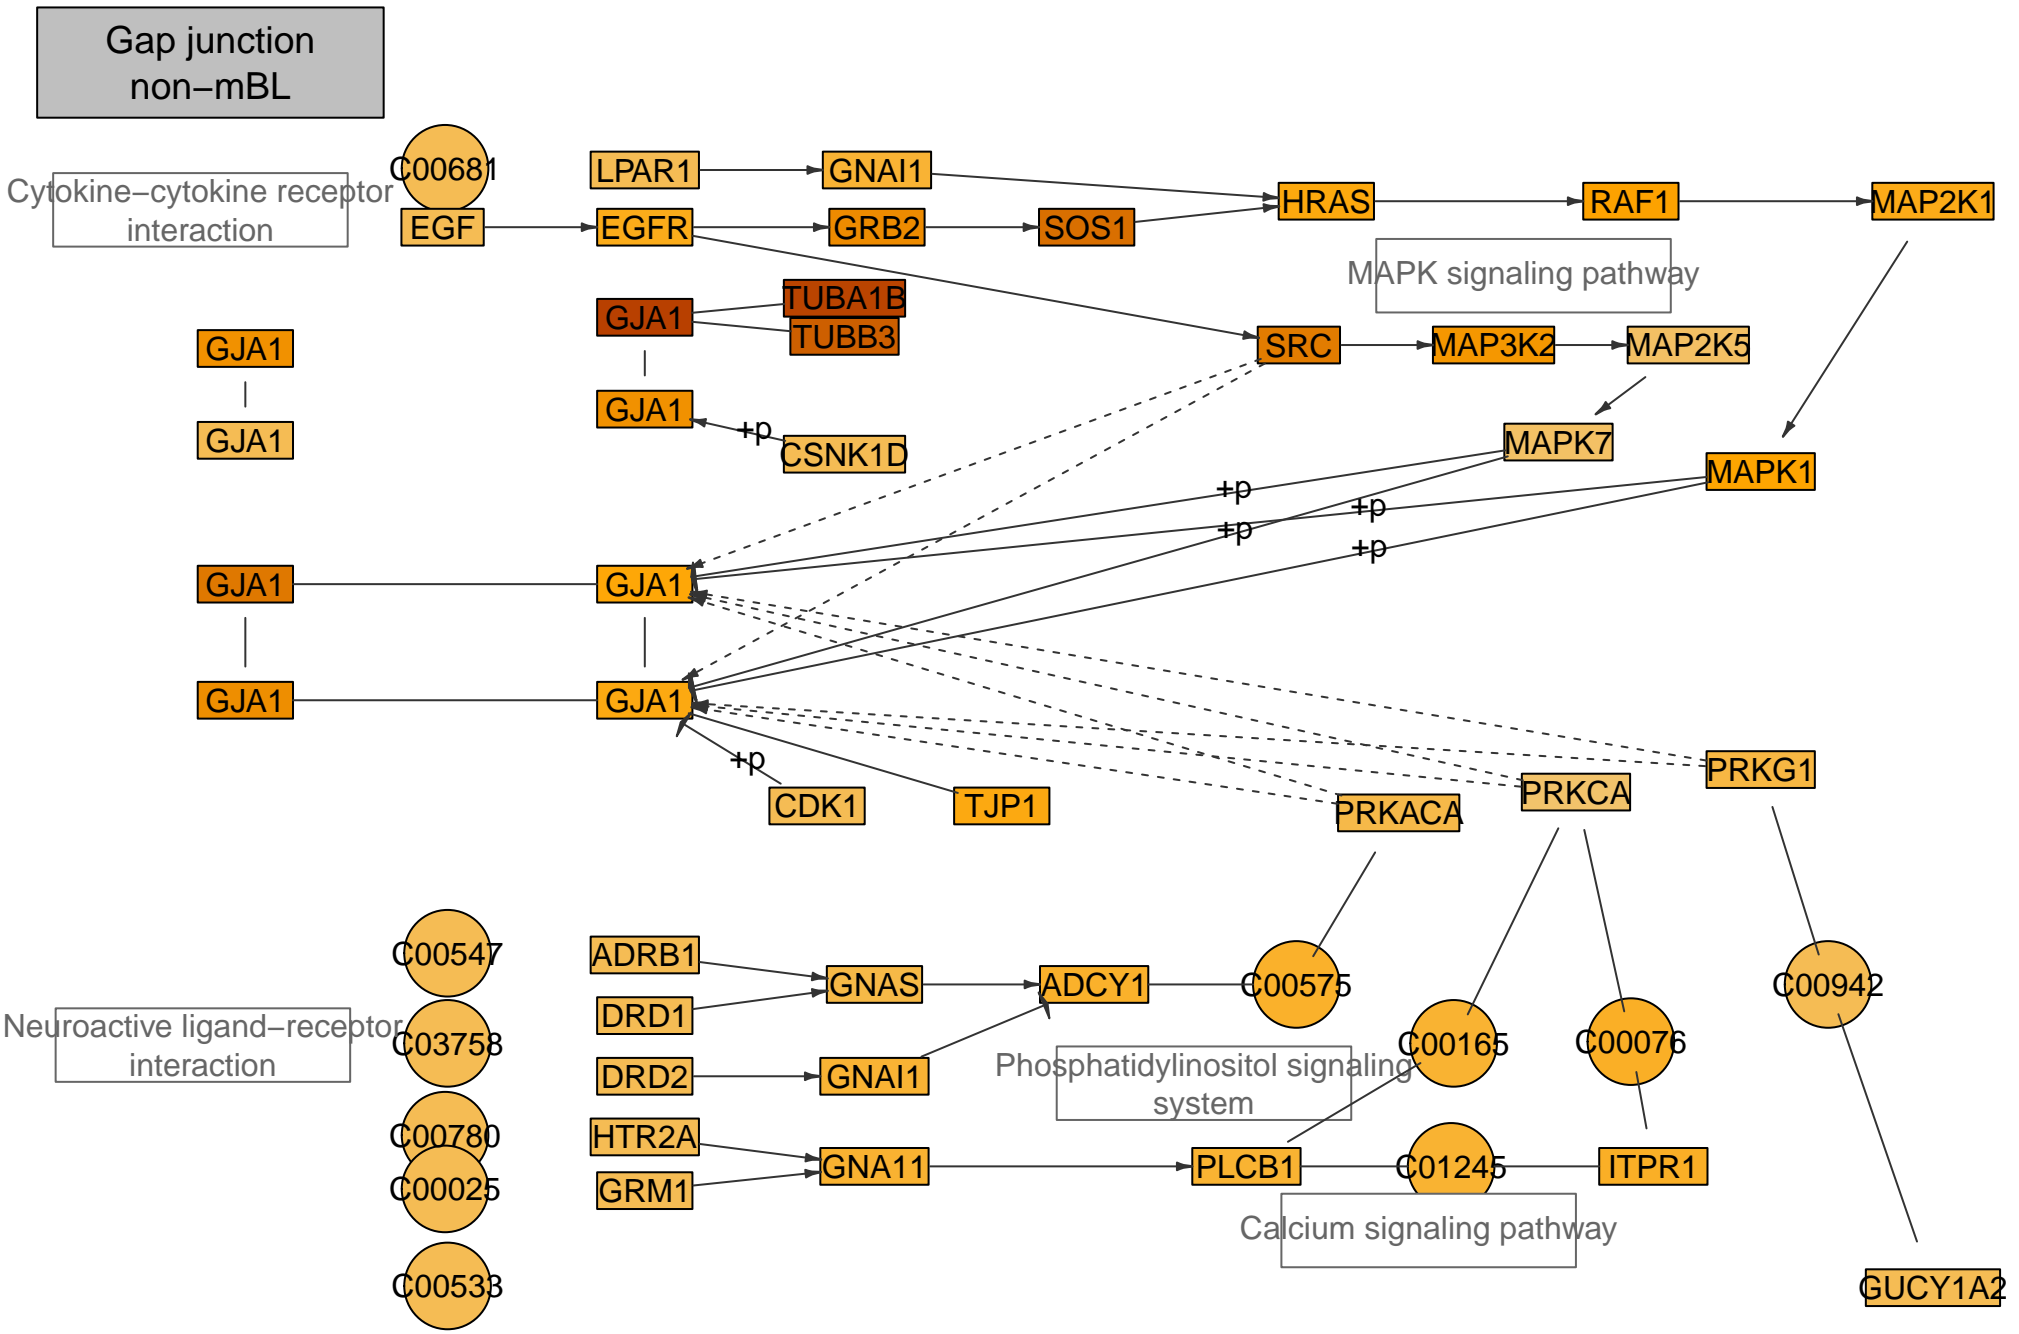 Gap junction
non−mBL
C00681
Cytokine−cytokine receptor
interaction
EGF
LPAR1
GNAI1
EGFR
GRB2
SOS1
HRAS
RAF1
MAP2K1
MAPK signaling pathway
GJA1
TUBA1B
TUBB3
GJA1
GJA1
GJA1
+p
CSNK1D
SRC
MAP3K2
MAP2K5
MAPK7
MAPK1
+p
+p
+p
+p
GJA1
GJA1
GJA1
GJA1
+p
CDK1
TJP1
PRKACA
PRKCA
PRKG1
C00547
Neuroactive ligand−receptor
interaction
C03758
C00780
C00025
C00533
ADRB1
DRD1
DRD2
HTR2A
GRM1
GNAS
GNAI1
GNA11
ADCY1
C00575
Phosphatidylinositol signaling
system
C00165
C00076
C00942
PLCB1
C01245
ITPR1
Calcium signaling pathway
GUCY1A2